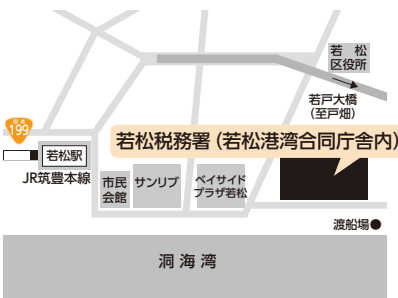 若松
区役所
若戸大橋
(至戸畑)
国道
199
若松税務署(若松港湾合同庁舎内)
若松駅
JR筑豊本線
市民
会館
サンリブ
ベイサイド
プラザ若松
渡船場●
洞海湾